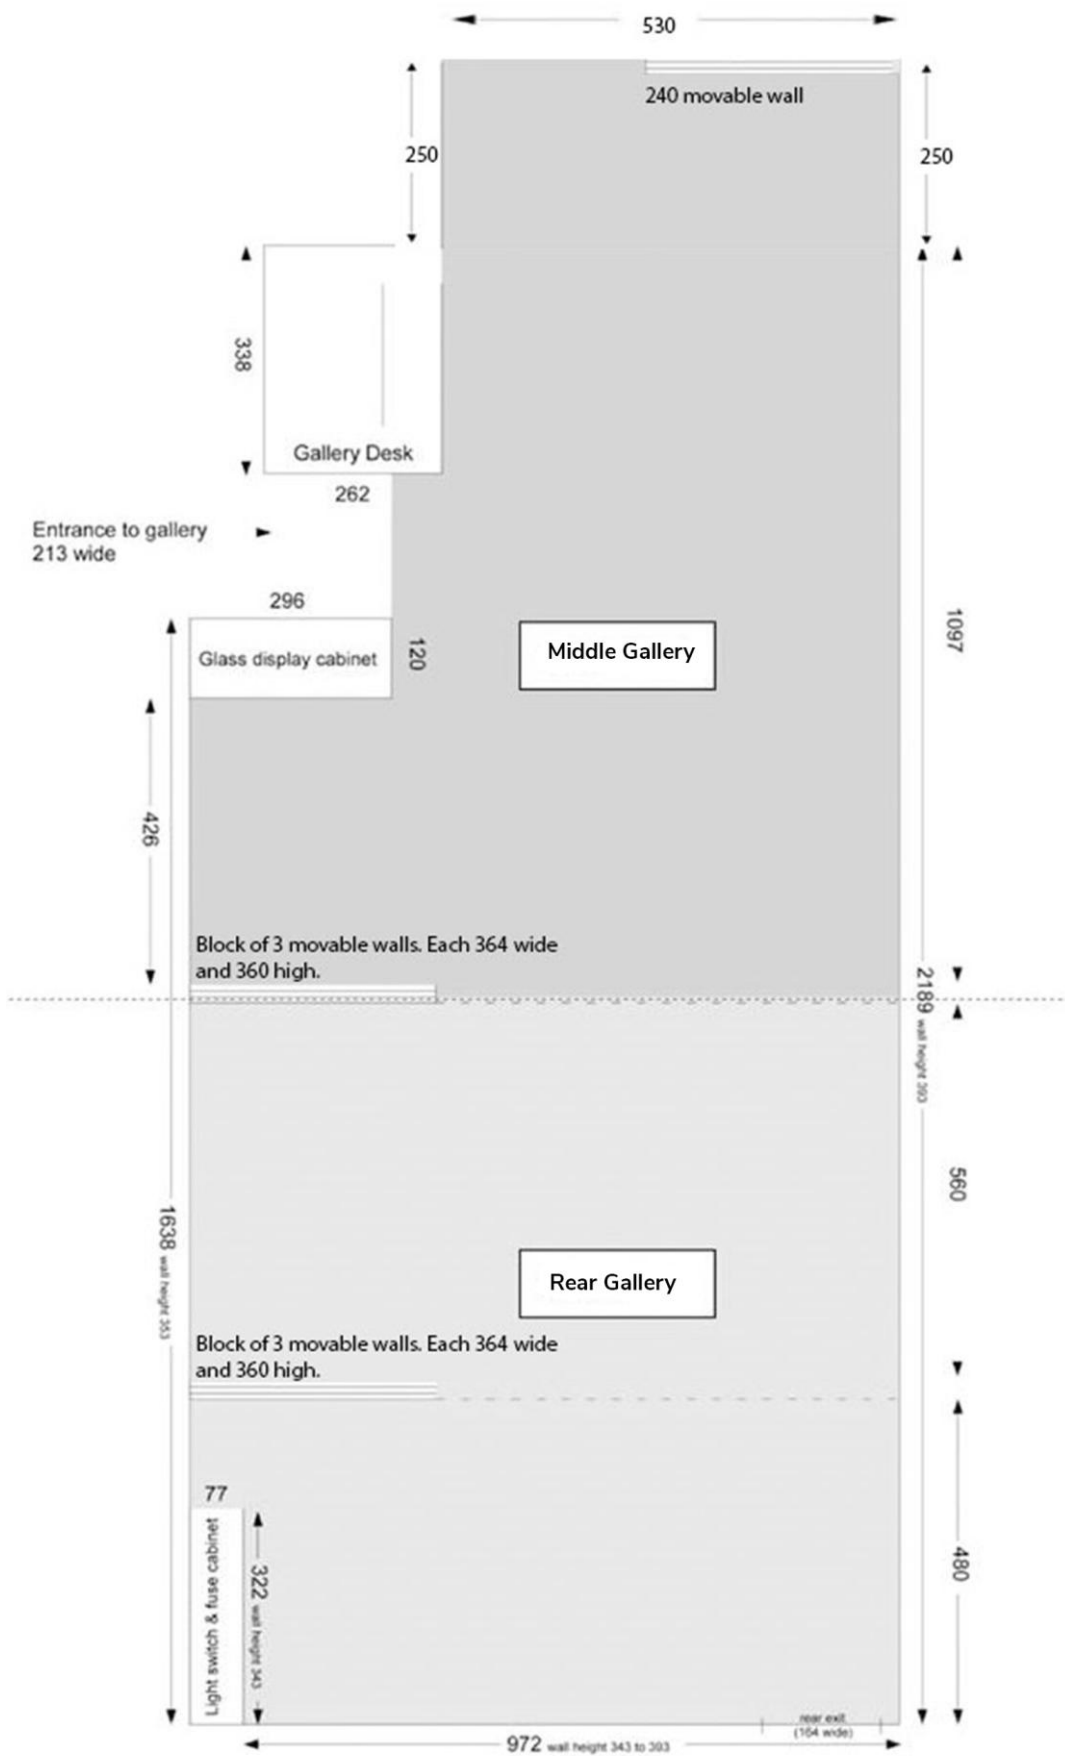 530
240 movable wall
250
250
338
Gallery Desk
262
Entrance to gallery
213 wide
296
Glass display cabinet
120
Middle Gallery
1097
426
Block of 3 movable walls. Each 364 wide
and 360 high.
2189 wall height 393
560
1638 wall height 353
Rear Gallery
Block of 3 movable walls. Each 364 wide
and 360 high.
77
Light switch & fuse cabinet
322 wall height 343
480
rear exit
(164 wide)
972 wall height 343 to 393